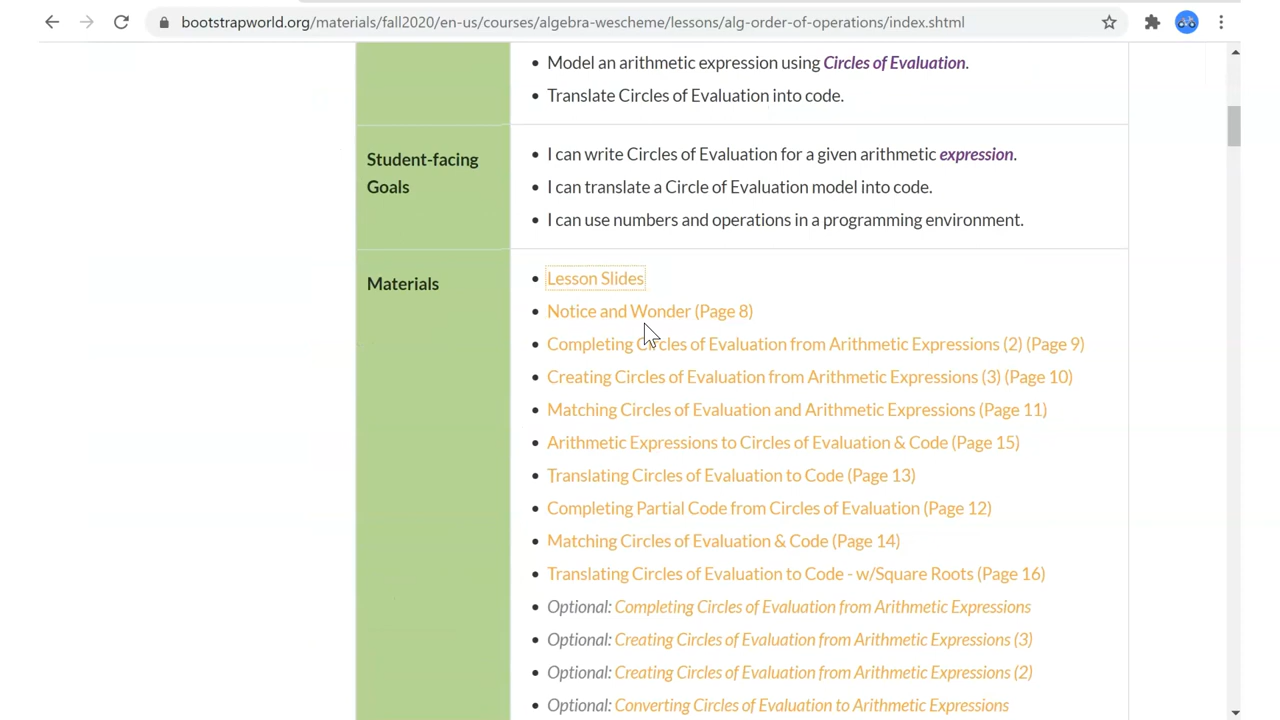 bootstrapworld.org/materials/fall2020/en-us/courses/algebra-wescheme/lessons/alg-order-of-operations/index.shtml
• Model an arithmetic expression using Circles of Evaluation.
• Translate Circles of Evaluation into code.
Student-facing
Goals
• I can write Circles of Evaluation for a given arithmetic expression.
• I can translate a Circle of Evaluation model into code.
• I can use numbers and operations in a programming environment.
Materials
• Lesson Slides
• Notice and Wonder (Page 8)
• Completing Circles of Evaluation from Arithmetic Expressions (2) (Page 9)
• Creating Circles of Evaluation from Arithmetic Expressions (3) (Page 10)
• Matching Circles of Evaluation and Arithmetic Expressions (Page 11)
• Arithmetic Expressions to Circles of Evaluation & Code (Page 15)
• Translating Circles of Evaluation to Code (Page 13)
• Completing Partial Code from Circles of Evaluation (Page 12)
• Matching Circles of Evaluation & Code (Page 14)
• Translating Circles of Evaluation to Code - w/Square Roots (Page 16)
• Optional: Completing Circles of Evaluation from Arithmetic Expressions
• Optional: Creating Circles of Evaluation from Arithmetic Expressions (3)
• Optional: Creating Circles of Evaluation from Arithmetic Expressions (2)
• Optional: Converting Circles of Evaluation to Arithmetic Expressions